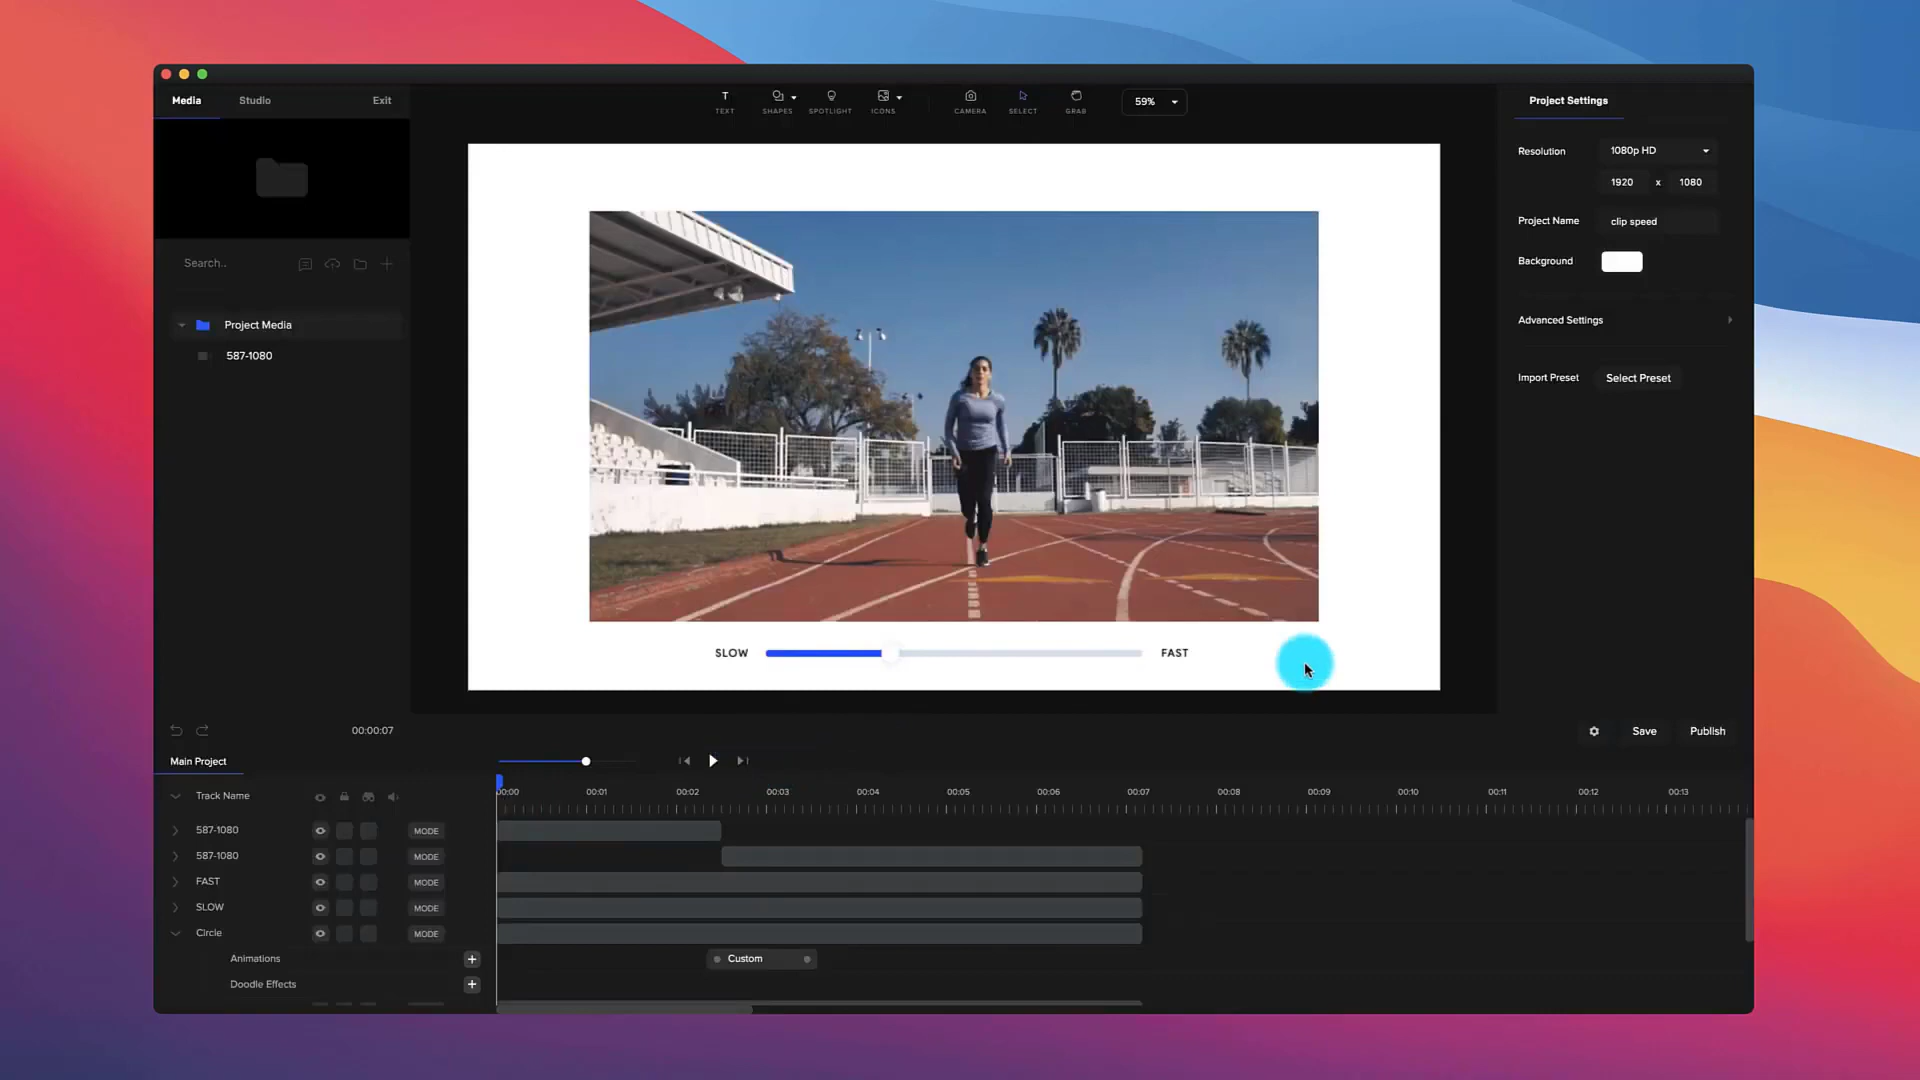 Media
Studio
Exit
TEXT
SHAPES
SPOTLIGHT
ICONS
CAMERA
SELECT
GRAB
59%
Project Settings
Resolution
1080p HD
1920 x 1080
Project Name
clip speed
Background
Advanced Settings
Import Preset
Select Preset
Search..
Project Media
587-1080
SLOW
FAST
00:00:07
Save
Publish
Main Project
Track Name
00:00 00:01 00:02 00:03 00:04 00:05 00:06 00:07 00:08 00:09 00:10 00:11 00:12 00:13
587-1080 MODE
587-1080 MODE
FAST MODE
SLOW MODE
Circle MODE
Animations
Custom
Doodle Effects